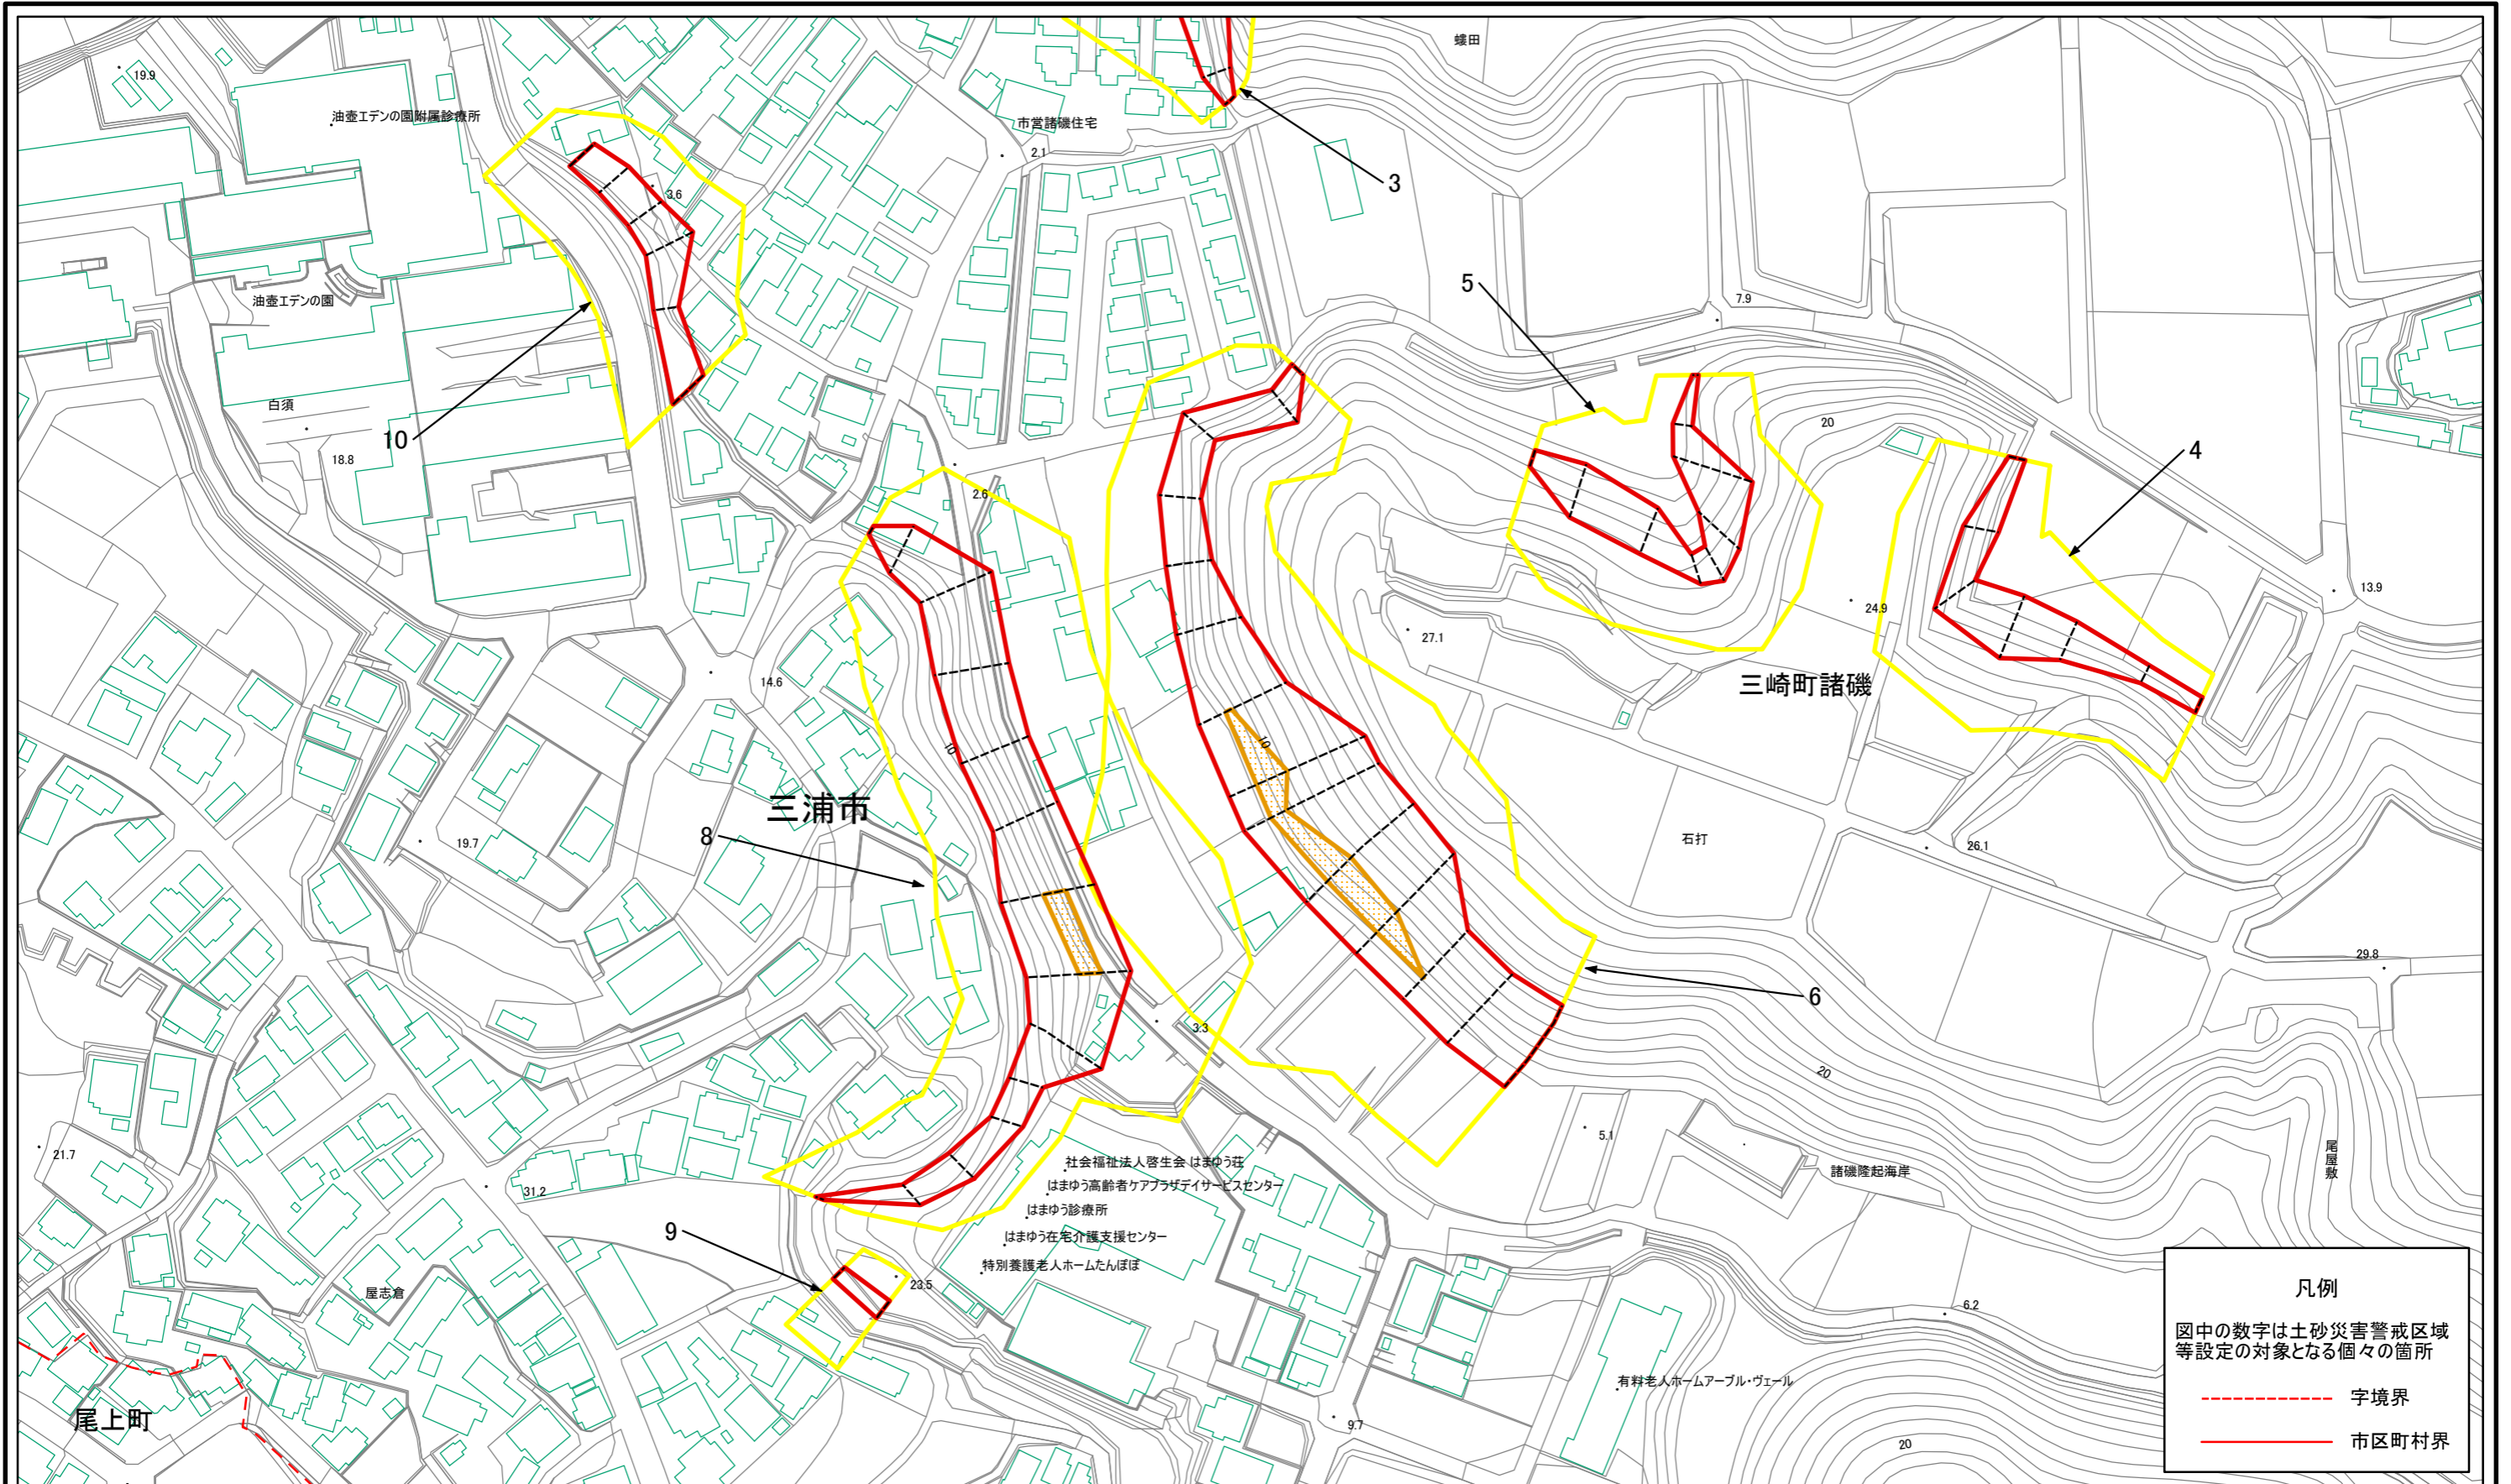 19.9
油壷エデンの園附属診療所
市営諸磯住宅
2.1
螻田
3
3.6
5
7.9
油壷エデンの園
白須
10
18.8
20
4
2.6
13.9
24.9
27.1
三崎町諸磯
14.6
10
10
三浦市
8
19.7
石打
26.1
29.8
6
3.3
20
5.1
尾屋敷
21.7
社会福祉法人啓生会 はまゆう荘
諸磯隆起海岸
はまゆう高齢者ケアプラザデイサービスセンター
31.2
はまゆう診療所
9
はまゆう在宅介護支援センター
特別養護老人ホームたんぽぽ
23.5
屋志倉
6.2
有料老人ホームアーブル・ヴェール
尾上町
9.7
20
凡例
図中の数字は土砂災害警戒区域
等設定の対象となる個々の箇所
字境界
市区町村界